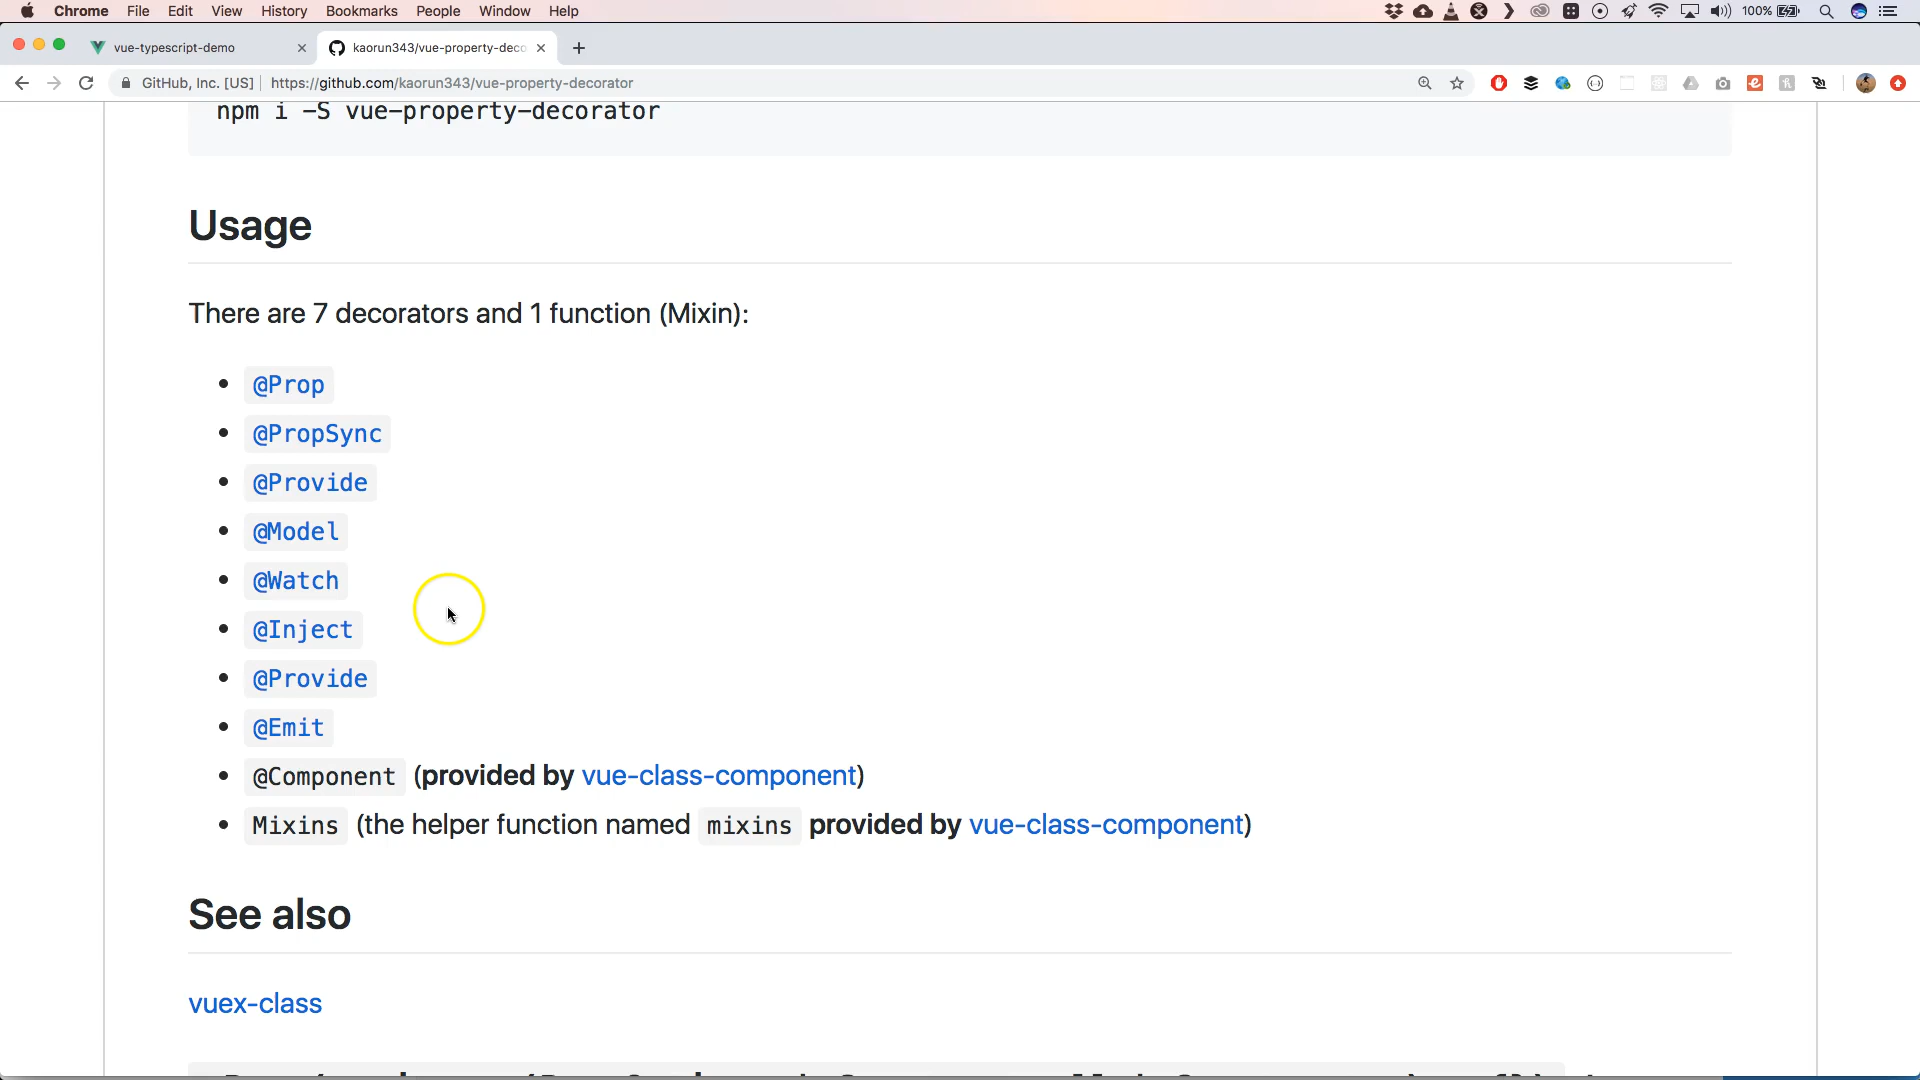 Chrome File Edit View History Bookmarks People Window Help 100%
vue-typescript-demo kaorun343/vue-property-deco
GitHub, Inc. [US] https://github.com/kaorun343/vue-property-decorator
npm i -S vue-property-decorator
Usage
There are 7 decorators and 1 function (Mixin):
@Prop
@PropSync
@Provide
@Model
@Watch
@Inject
@Provide
@Emit
@Component (provided by vue-class-component)
Mixins (the helper function named mixins provided by vue-class-component)
See also
vuex-class